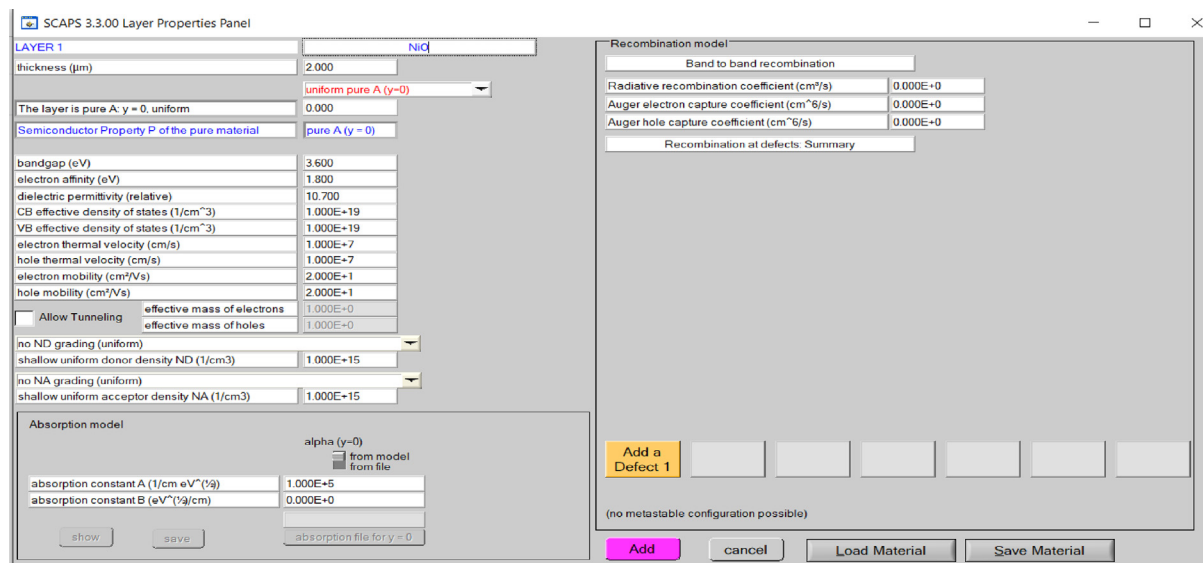 SCAPS 3.3.00 Layer Properties Panel
LAYER 1 NiO
thickness (µm) 2.000
uniform pure A (y=0)
The layer is pure A: y = 0, uniform 0.000
Semiconductor Property P of the pure material pure A (y = 0)
bandgap (eV) 3.600
electron affinity (eV) 1.800
dielectric permittivity (relative) 10.700
CB effective density of states (1/cm^3) 1.000E+19
VB effective density of states (1/cm^3) 1.000E+19
electron thermal velocity (cm/s) 1.000E+7
hole thermal velocity (cm/s) 1.000E+7
electron mobility (cm²/Vs) 2.000E+1
hole mobility (cm²/Vs) 2.000E+1
Allow Tunneling
effective mass of electrons 1.000E+0
effective mass of holes 1.000E+0
no ND grading (uniform)
shallow uniform donor density ND (1/cm3) 1.000E+15
no NA grading (uniform)
shallow uniform acceptor density NA (1/cm3) 1.000E+15
Absorption model
alpha (y=0)
from model
from file
absorption constant A (1/cm eV^(½)) 1.000E+5
absorption constant B (eV^(½)/cm) 0.000E+0
show save absorption file for y = 0
Recombination model
Band to band recombination
Radiative recombination coefficient (cm³/s) 0.000E+0
Auger electron capture coefficient (cm^6/s) 0.000E+0
Auger hole capture coefficient (cm^6/s) 0.000E+0
Recombination at defects: Summary
Add a
Defect 1
(no metastable configuration possible)
Add cancel Load Material Save Material